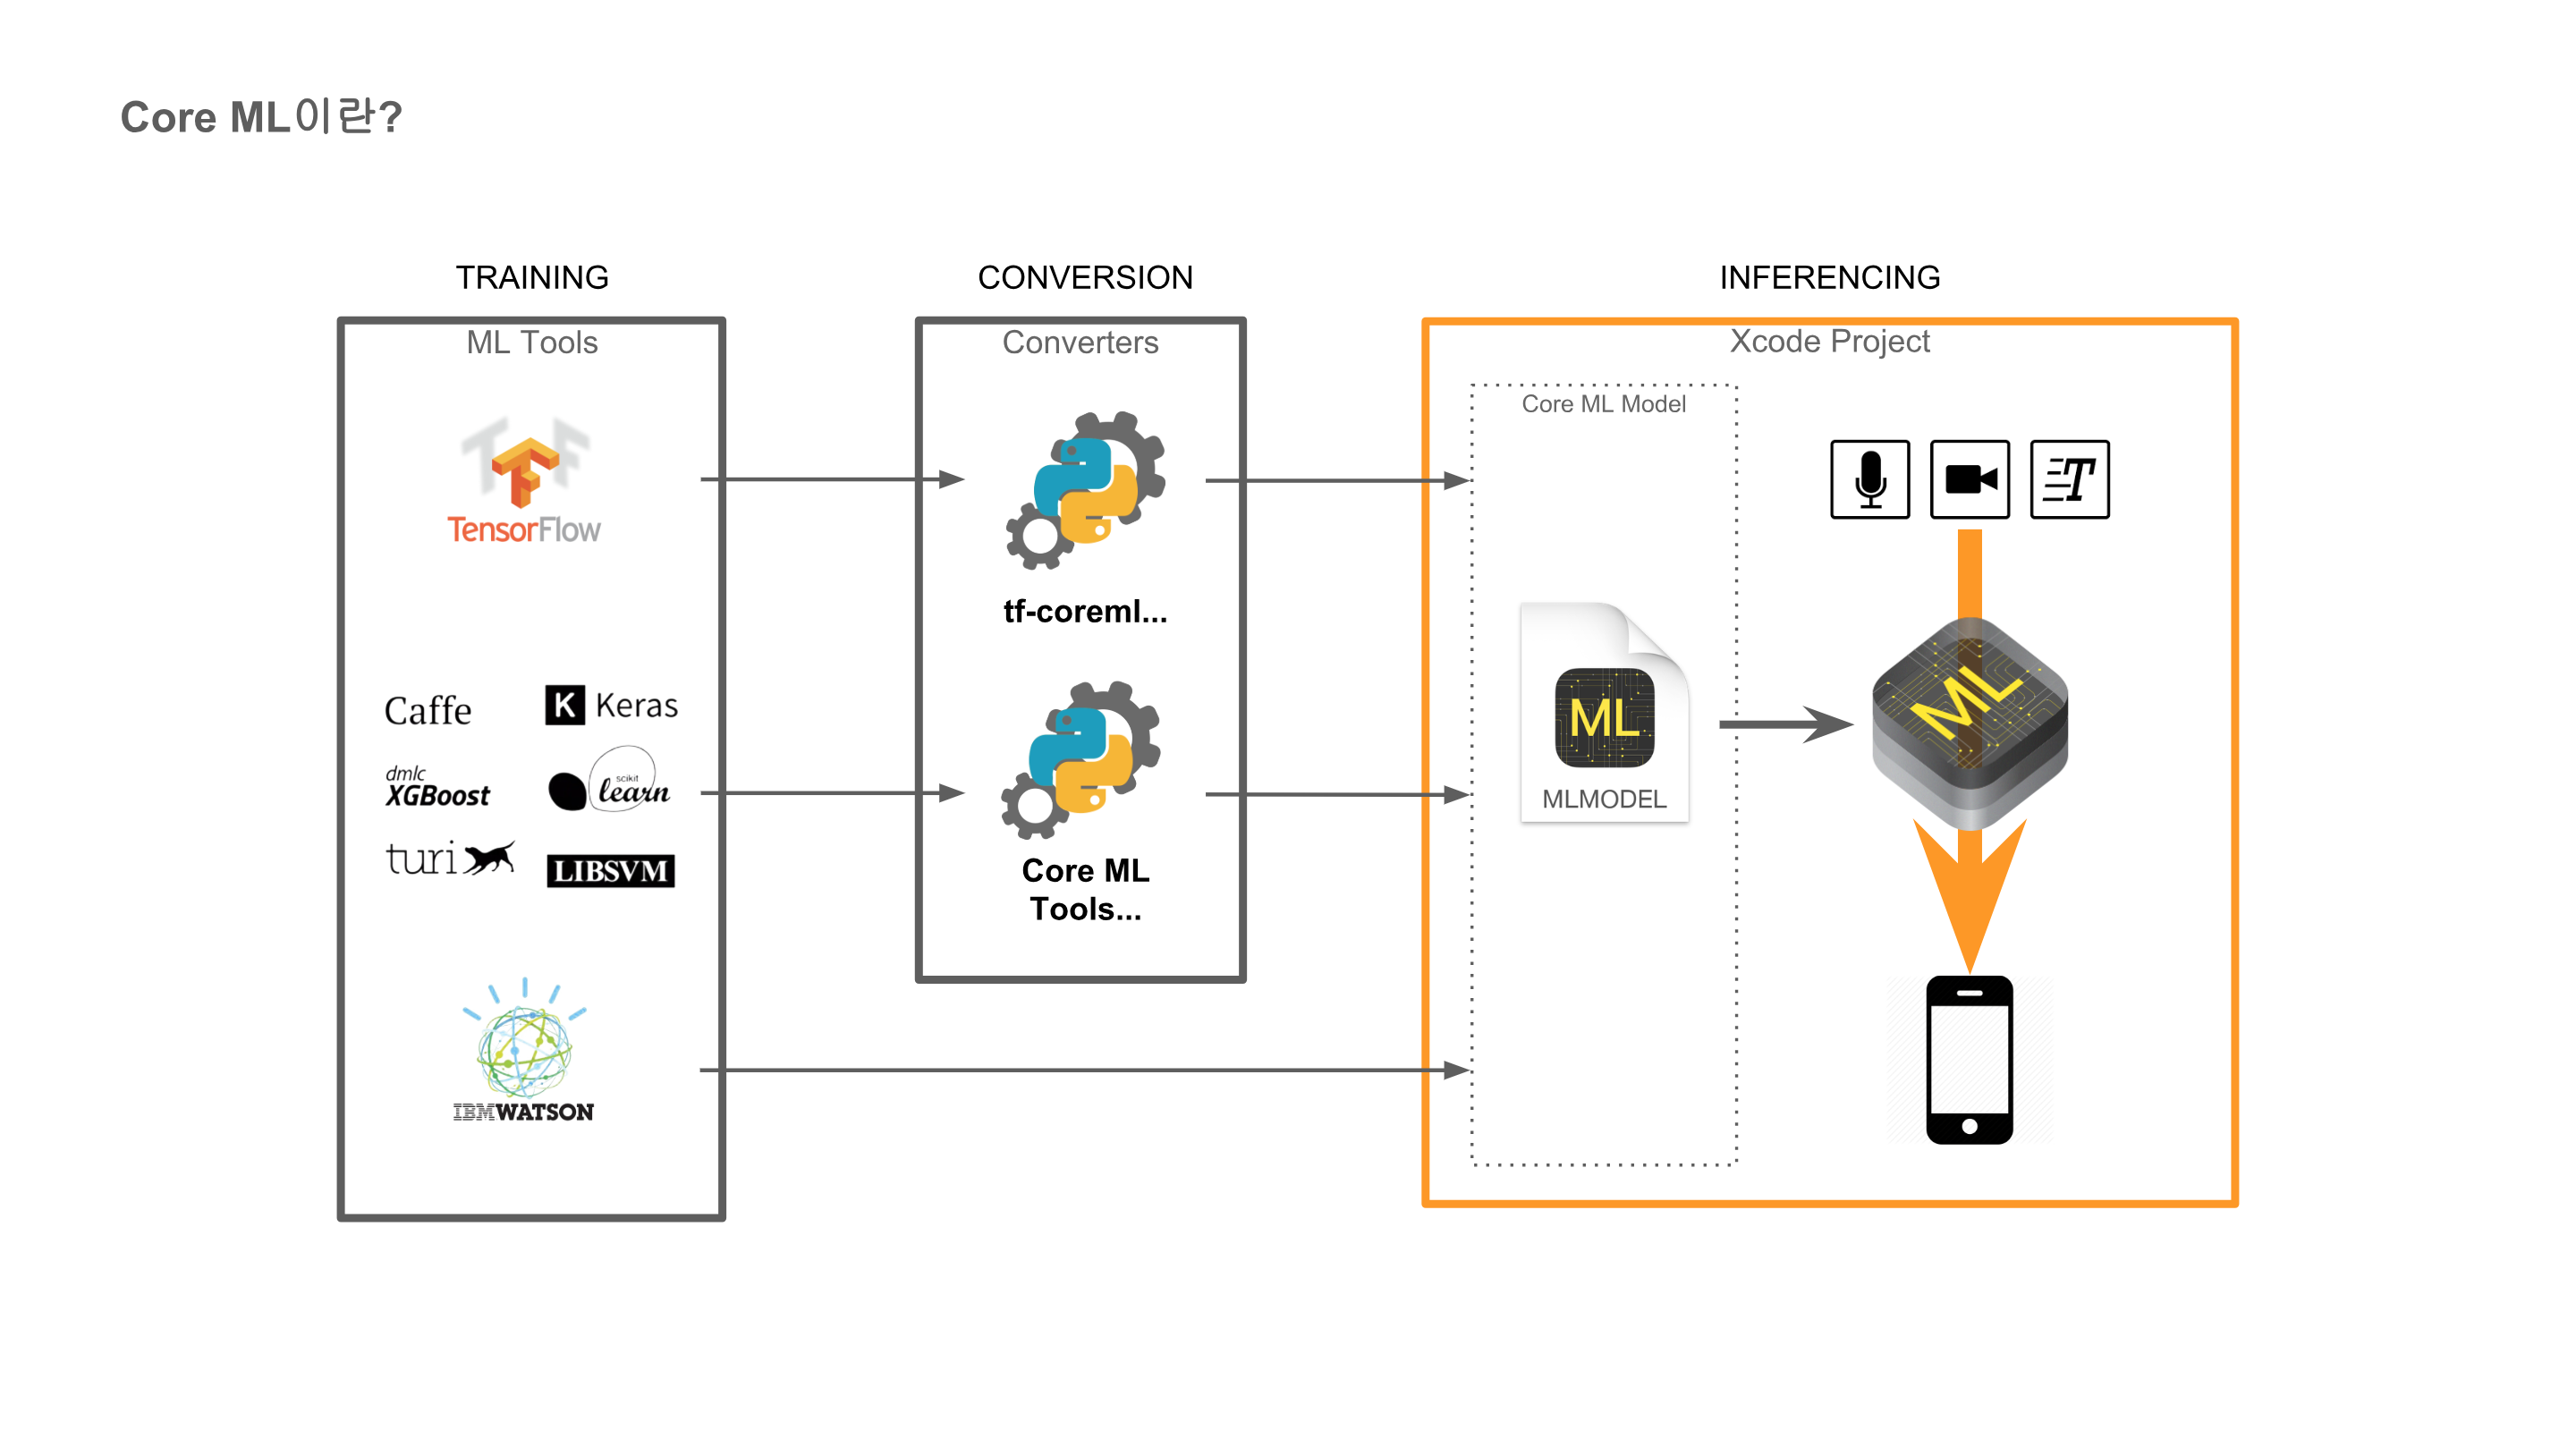 Core ML이란?
TRAINING
ML Tools
TensorFlow
Caffe
K Keras
dmlc
XGBoost
scikit
learn
turi
LIBSVM
IBM WATSON
CONVERSION
Converters
tf-coreml...
Core ML
Tools...
INFERENCING
Xcode Project
Core ML Model
ML
MLMODEL
T
ML